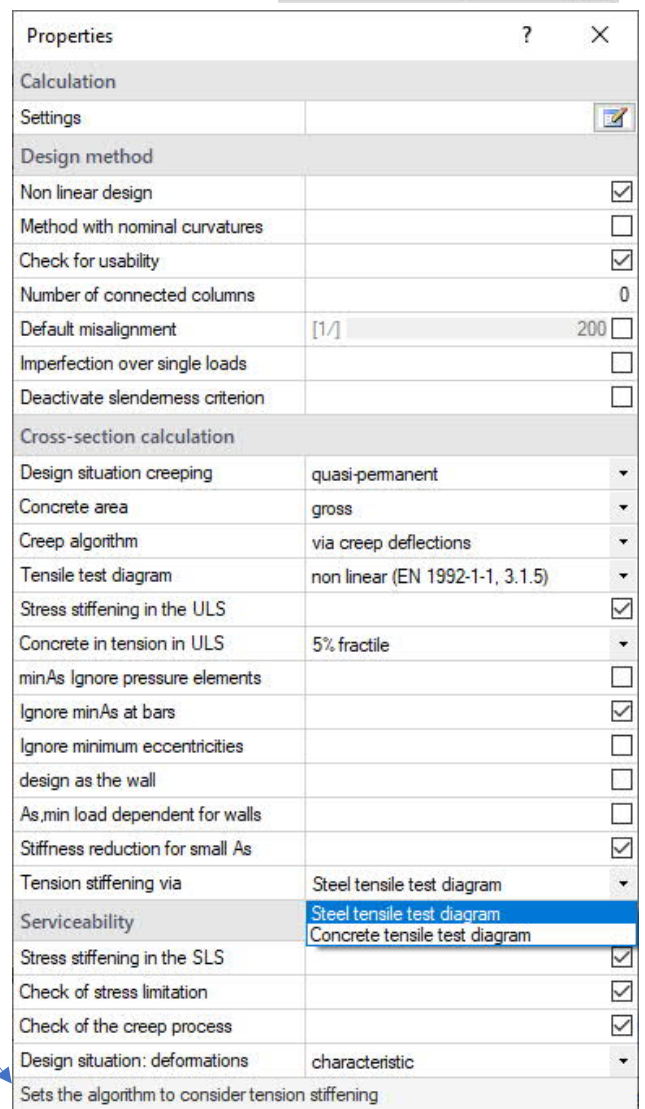 Properties ? ×
Calculation
Settings
Design method
Non linear design
Method with nominal curvatures
Check for usability
Number of connected columns 0
Default misalignment [1/] 200
Imperfection over single loads
Deactivate slenderness criterion
Cross-section calculation
Design situation creeping quasi-permanent
Concrete area gross
Creep algorithm via creep deflections
Tensile test diagram non linear (EN 1992-1-1, 3.1.5)
Stress stiffening in the ULS
Concrete in tension in ULS 5% fractile
minAs Ignore pressure elements
Ignore minAs at bars
Ignore minimum eccentricities
design as the wall
As,min load dependent for walls
Stiffness reduction for small As
Tension stiffening via Steel tensile test diagram
Serviceability Steel tensile test diagram
Concrete tensile test diagram
Stress stiffening in the SLS
Check of stress limitation
Check of the creep process
Design situation: deformations characteristic
Sets the algorithm to consider tension stiffening